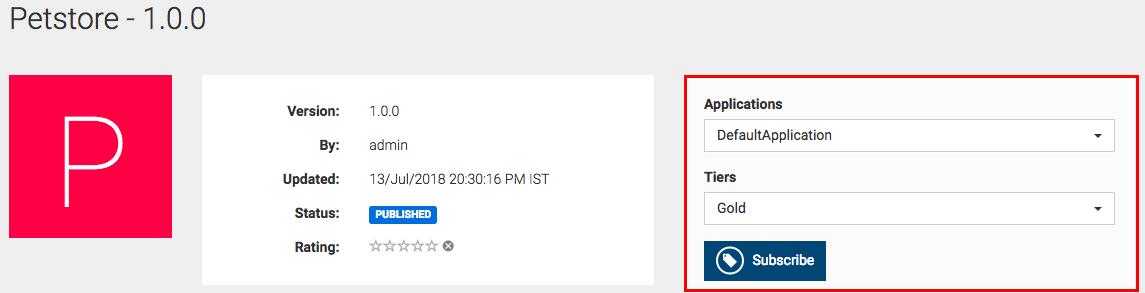 Petstore - 1.0.0
P
Version: 1.0.0
By: admin
Updated: 13/Jul/2018 20:30:16 PM IST
Status: PUBLISHED
Rating:
Applications
DefaultApplication
Tiers
Gold
Subscribe